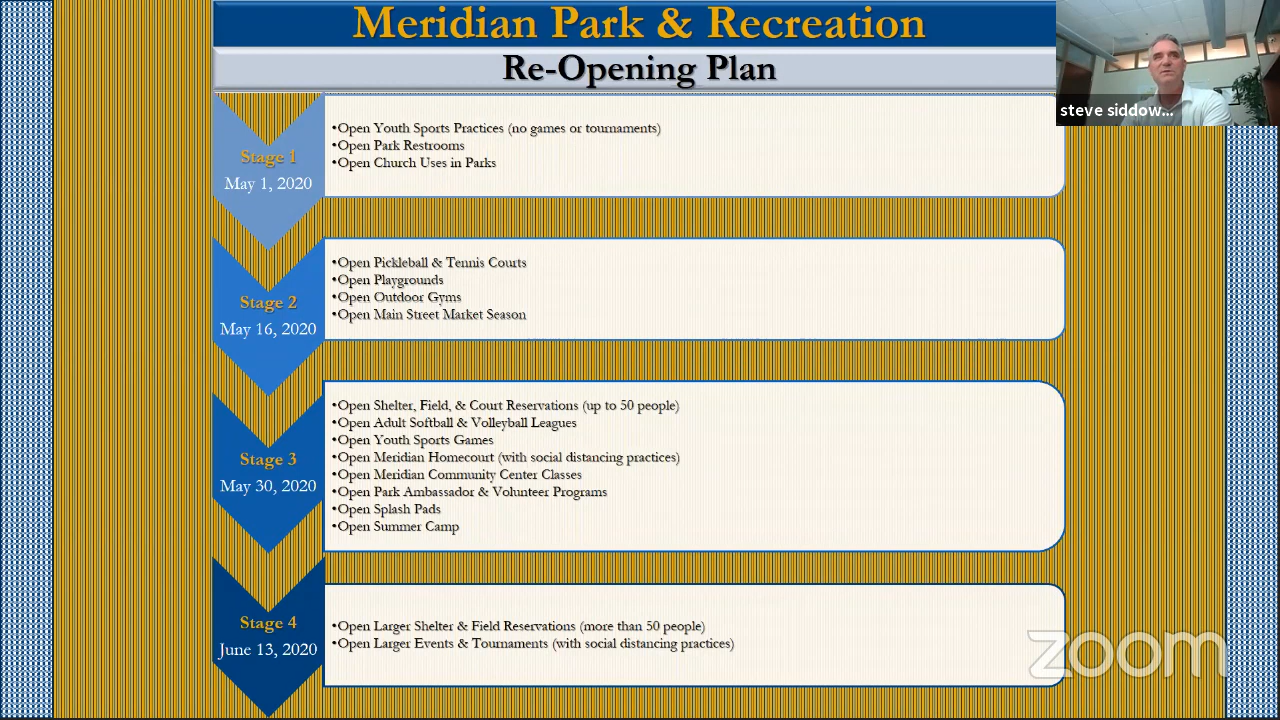 Meridian Park & Recreation
Re-Opening Plan
steve siddow...
Stage 1
May 1, 2020
•Open Youth Sports Practices (no games or tournaments)
•Open Park Restrooms
•Open Church Uses in Parks
Stage 2
May 16, 2020
•Open Pickleball & Tennis Courts
•Open Playgrounds
•Open Outdoor Gyms
•Open Main Street Market Season
Stage 3
May 30, 2020
•Open Shelter, Field, & Court Reservations (up to 50 people)
•Open Adult Softball & Volleyball Leagues
•Open Youth Sports Games
•Open Meridian Homecourt (with social distancing practices)
•Open Meridian Community Center Classes
•Open Park Ambassador & Volunteer Programs
•Open Splash Pads
•Open Summer Camp
Stage 4
June 13, 2020
•Open Larger Shelter & Field Reservations (more than 50 people)
•Open Larger Events & Tournaments (with social distancing practices)
zoom